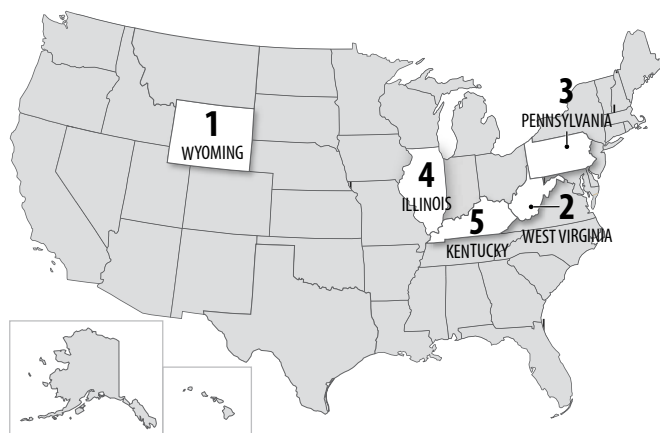 1
WYOMING
3
PENNSYLVANIA
4
ILLINOIS
5
KENTUCKY
2
WEST VIRGINIA